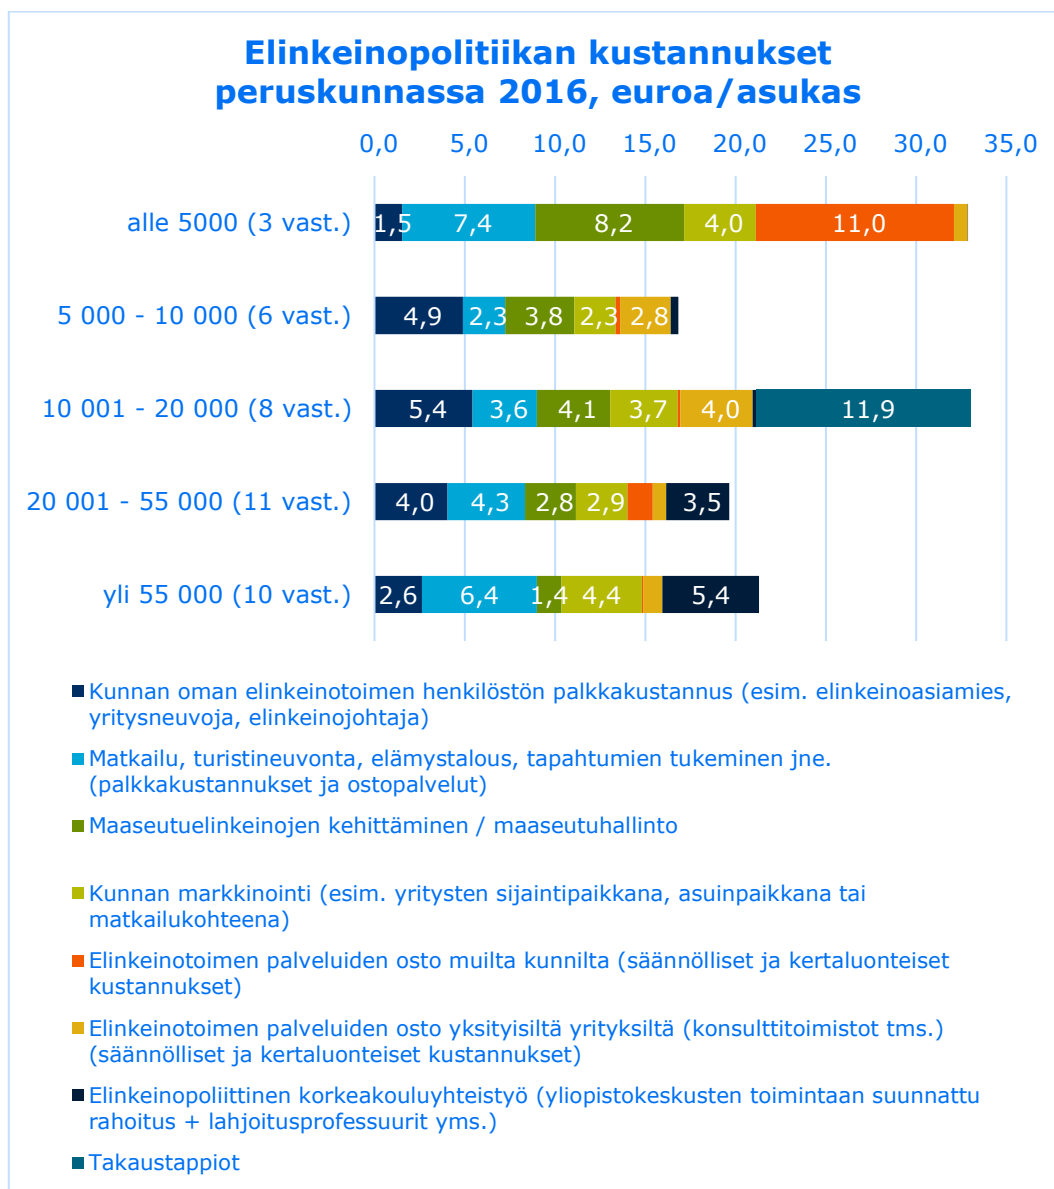 Elinkeinopolitiikan kustannukset
peruskunnassa 2016, euroa/asukas
0,0 5,0 10,0 15,0 20,0 25,0 30,0 35,0
alle 5000 (3 vast.) 1,5 7,4 8,2 4,0 11,0
5 000 - 10 000 (6 vast.) 4,9 2,3 3,8 2,3 2,8
10 001 - 20 000 (8 vast.) 5,4 3,6 4,1 3,7 4,0 11,9
20 001 - 55 000 (11 vast.) 4,0 4,3 2,8 2,9 3,5
yli 55 000 (10 vast.) 2,6 6,4 1,4 4,4 5,4
Kunnan oman elinkeinotoimen henkilöstön palkkakustannus (esim. elinkeinoasiamies,
yritysneuvoja, elinkeinojohtaja)
Matkailu, turistineuvonta, elämystalous, tapahtumien tukeminen jne.
(palkkakustannukset ja ostopalvelut)
Maaseutuelinkeinojen kehittäminen / maaseutuhallinto
Kunnan markkinointi (esim. yritysten sijaintipaikkana, asuinpaikkana tai
matkailukohteena)
Elinkeinotoimen palveluiden osto muilta kunnilta (säännölliset ja kertaluonteiset
kustannukset)
Elinkeinotoimen palveluiden osto yksityisiltä yrityksiltä (konsulttitoimistot tms.)
(säännölliset ja kertaluonteiset kustannukset)
Elinkeinopoliittinen korkeakouluyhteistyö (yliopistokeskusten toimintaan suunnattu
rahoitus + lahjoitusprofessuurit yms.)
Takaustappiot